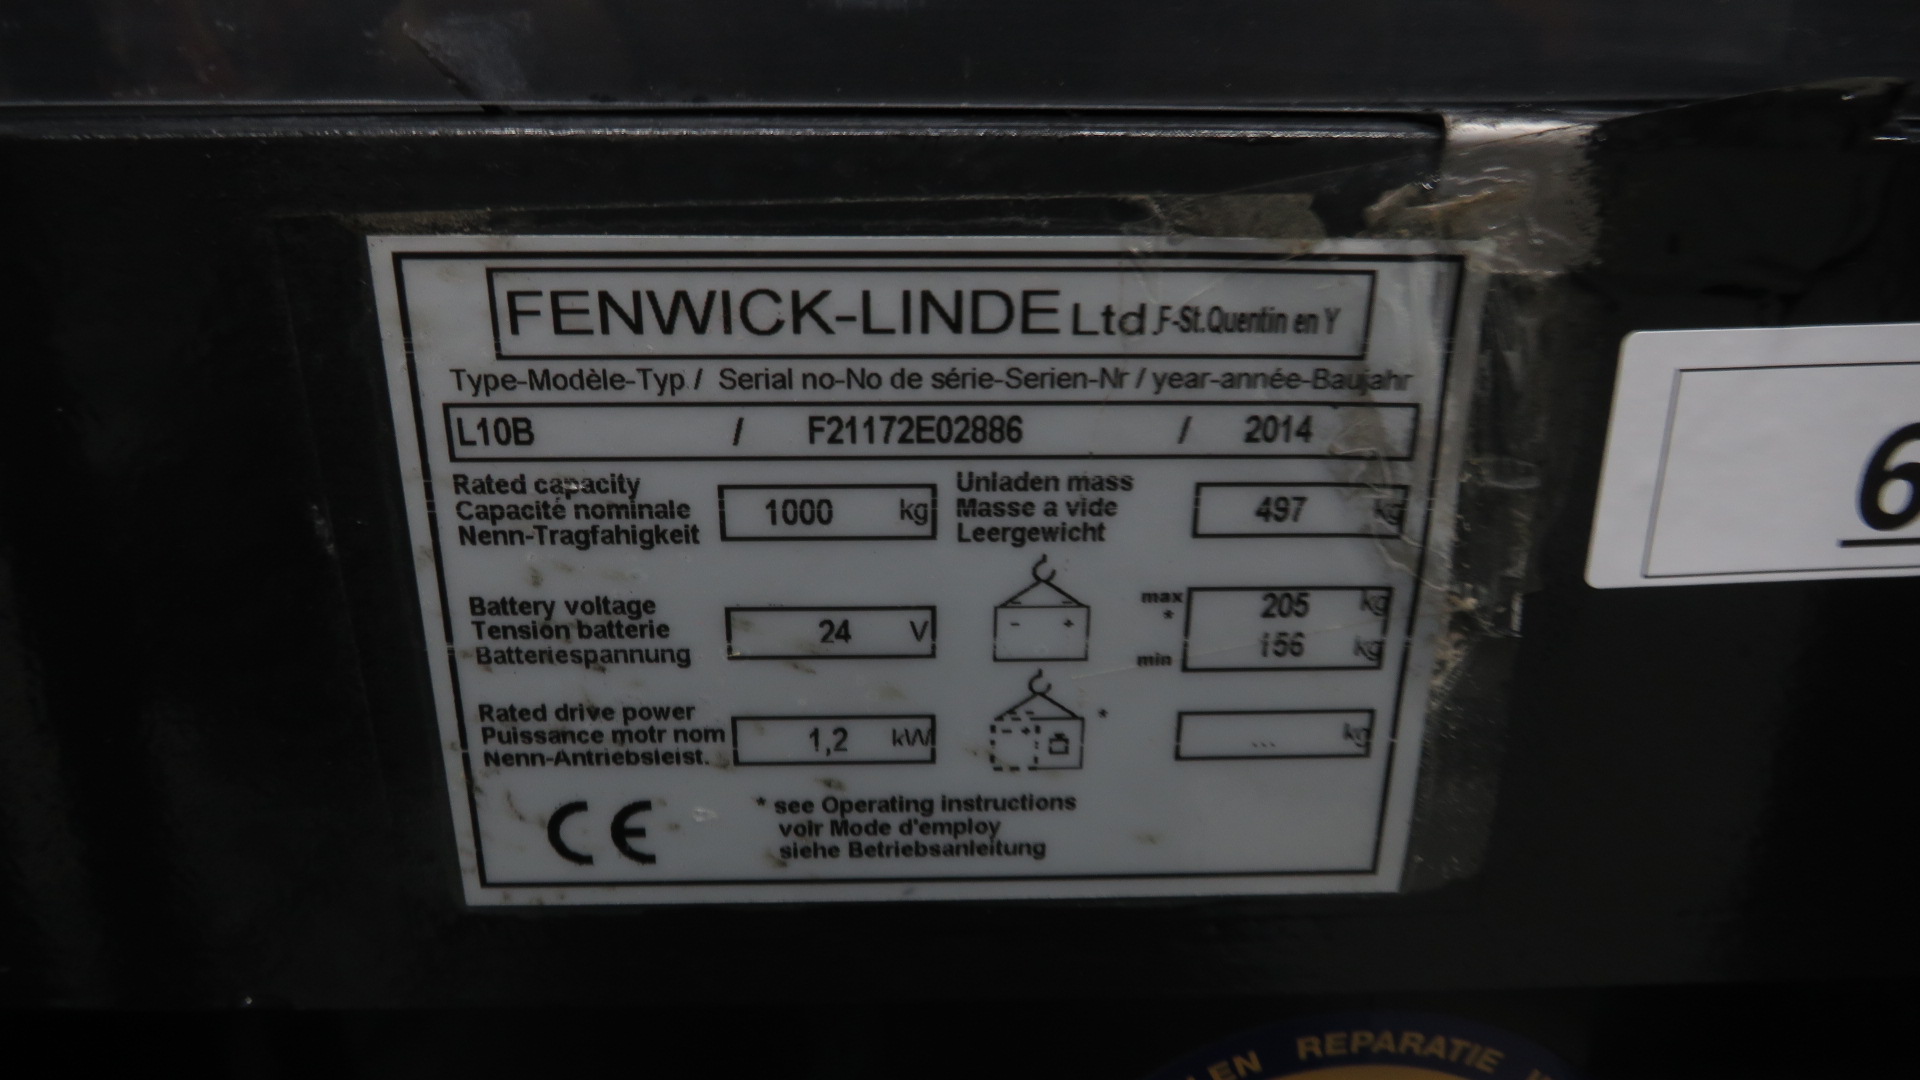 FENWICK-LINDE Ltd ,F-St.Quentin en Y
Type-Modèle-Typ / Serial no-No de série-Serien-Nr / year-année-Baujahr
L10B / F21172E02886 / 2014
Rated capacity
Capacité nominale
Nenn-Tragfahigkeit
1000 kg
Unladen mass
Masse a vide
Leergewicht
497 kg
Battery voltage
Tension batterie
Batteriespannung
24 V
- +
max 205 kg
*
min 156 kg
Rated drive power
Puissance motr nom
Nenn-Antriebsleist.
1,2 kW
- +
*
... kg
CE
* see Operating instructions
voir Mode d'employ
siehe Betriebsanleitung
6
REPARATIE